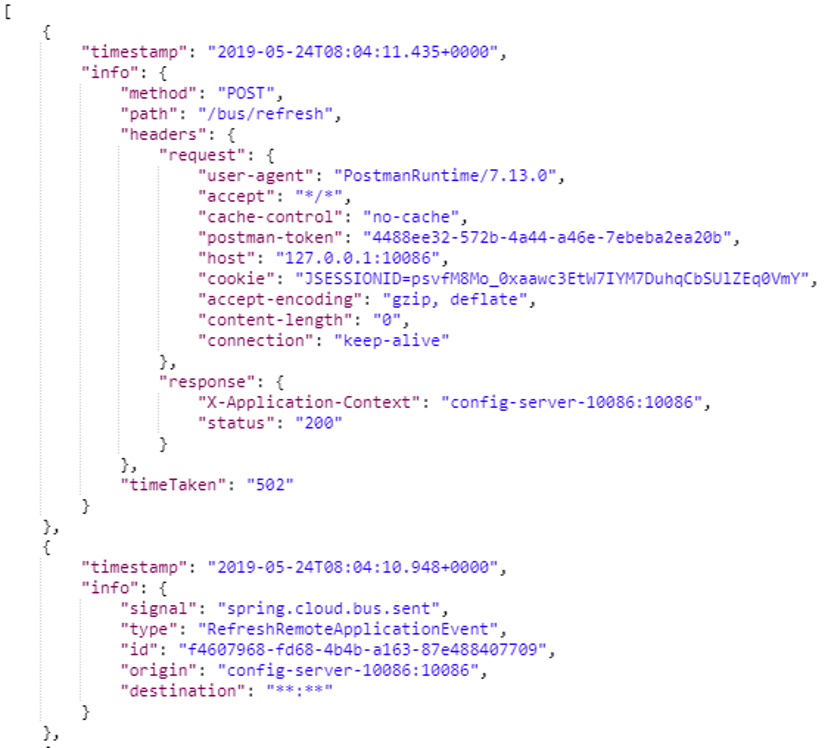 [
{
"timestamp": "2019-05-24T08:04:11.435+0000",
"info": {
"method": "POST",
"path": "/bus/refresh",
"headers": {
"request": {
"user-agent": "PostmanRuntime/7.13.0",
"accept": "*/*",
"cache-control": "no-cache",
"postman-token": "4488ee32-572b-4a44-a46e-7ebeba2ea20b",
"host": "127.0.0.1:10086",
"cookie": "JSESSIONID=psvfM8Mo_0xaawc3EtW7IYM7DuhqCbSUlZEq0VmY",
"accept-encoding": "gzip, deflate",
"content-length": "0",
"connection": "keep-alive"
},
"response": {
"X-Application-Context": "config-server-10086:10086",
"status": "200"
}
},
"timeTaken": "502"
}
},
{
"timestamp": "2019-05-24T08:04:10.948+0000",
"info": {
"signal": "spring.cloud.bus.sent",
"type": "RefreshRemoteApplicationEvent",
"id": "f4607968-fd68-4b4b-a163-87e488407709",
"origin": "config-server-10086:10086",
"destination": "**:**"
}
},